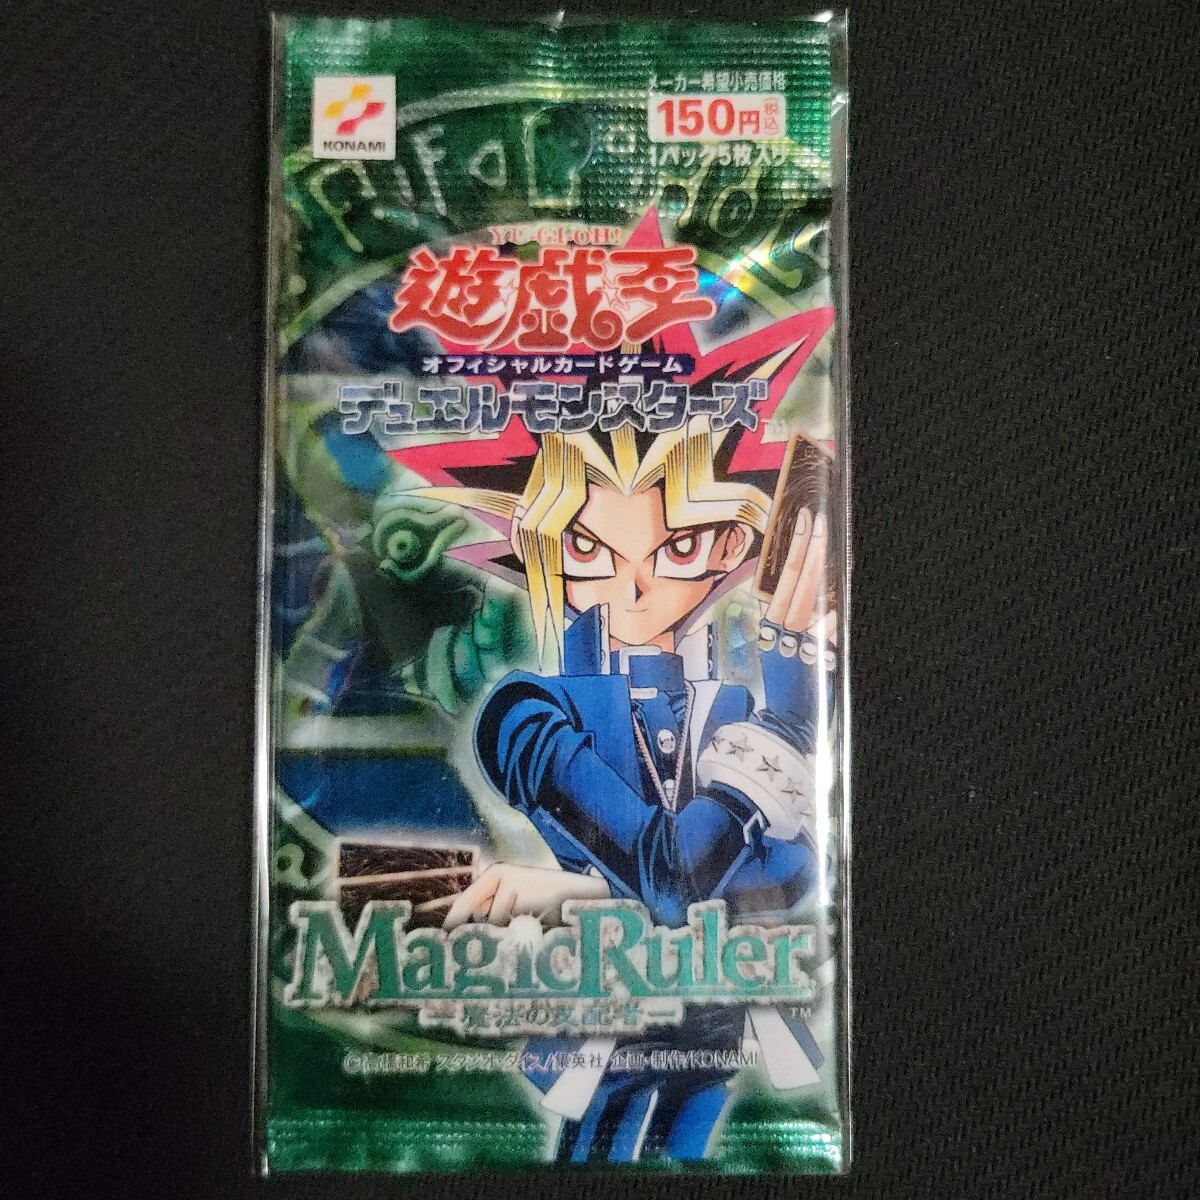 KONAMI
メーカー希望小売価格
150円(税込)
1パック5枚入り
YU-GI-OH!
遊戯王
オフィシャルカードゲーム
デュエルモンスターズ™
MagicRuler
―魔法の支配者―
™
©高橋和希 スタジオ・ダイス/集英社 企画・制作/KONAMI